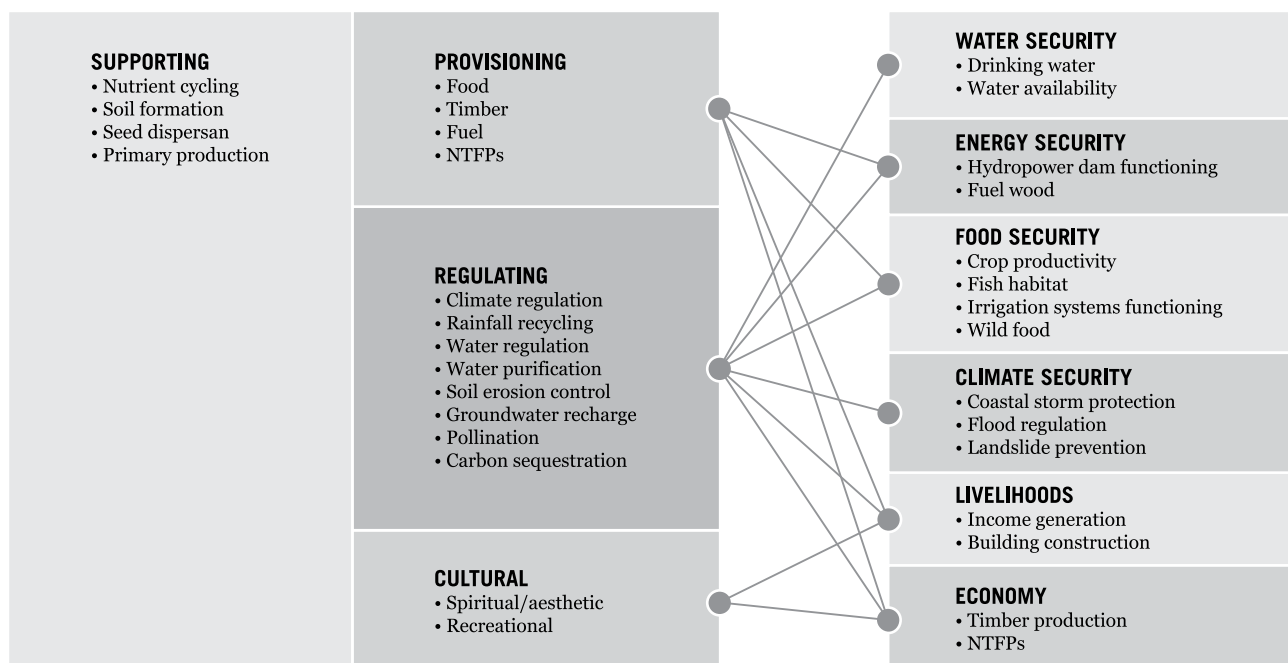 SUPPORTING
• Nutrient cycling
• Soil formation
• Seed dispersan
• Primary production
PROVISIONING
• Food
• Timber
• Fuel
• NTFPs
REGULATING
• Climate regulation
• Rainfall recycling
• Water regulation
• Water purification
• Soil erosion control
• Groundwater recharge
• Pollination
• Carbon sequestration
CULTURAL
• Spiritual/aesthetic
• Recreational
WATER SECURITY
• Drinking water
• Water availability
ENERGY SECURITY
• Hydropower dam functioning
• Fuel wood
FOOD SECURITY
• Crop productivity
• Fish habitat
• Irrigation systems functioning
• Wild food
CLIMATE SECURITY
• Coastal storm protection
• Flood regulation
• Landslide prevention
LIVELIHOODS
• Income generation
• Building construction
ECONOMY
• Timber production
• NTFPs